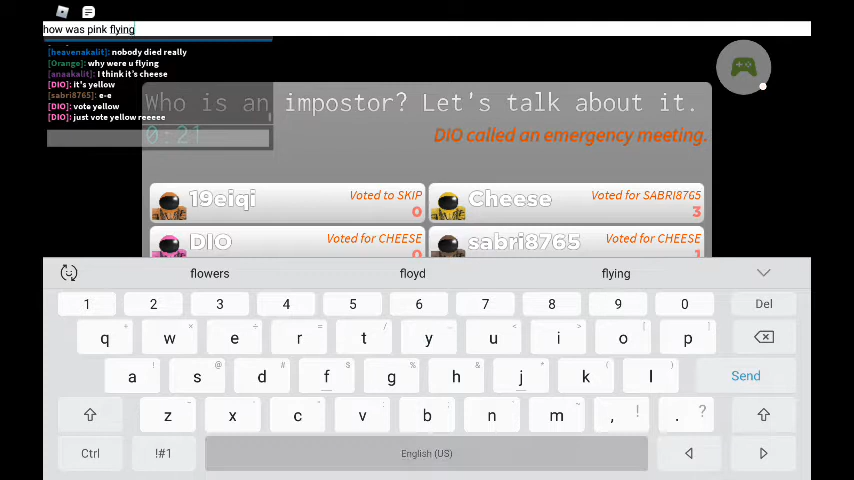 how was pink flying
[heavenakalit]: nobody died really
[Orange]: why were u flying
[anaakalit]: I think it's cheese
[DIO]: it's yellow
[sabri8765]: e-e
[DIO]: vote yellow
[DIO]: just vote yellow reeeee
Who is an impostor? Let's talk about it.
0:21
DIO called an emergency meeting.
19eiqi
Voted to SKIP
0
Cheese
Voted for SABRI8765
3
DIO
Voted for CHEESE
0
sabri8765
Voted for CHEESE
1
flowers floyd flying
1 2 3 4 5 6 7 8 9 0 Del
q + w × e ÷ r = t / y _ u < i > o [ p ]
a ! s @ d # f $ g % h ^ j & k * l ( Send
z - x ' c " v : b ; n , m ? , ! . ?
Ctrl !#1 English (US)